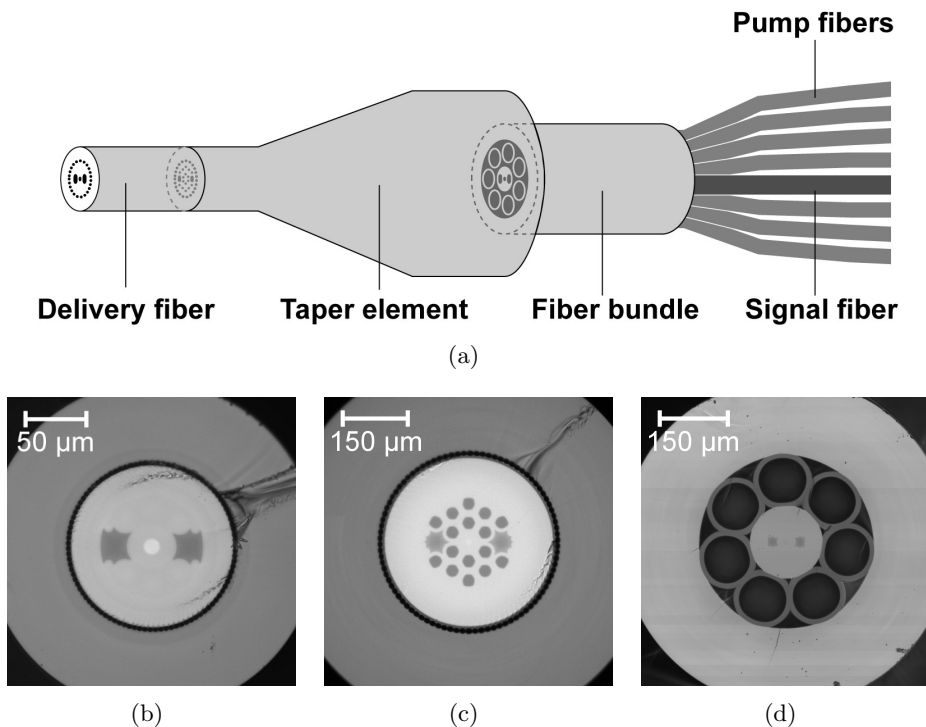 Pump fibers
Delivery fiber
Taper element
Fiber bundle
Signal fiber
(a)
50 µm
150 µm
150 µm
(b)
(c)
(d)